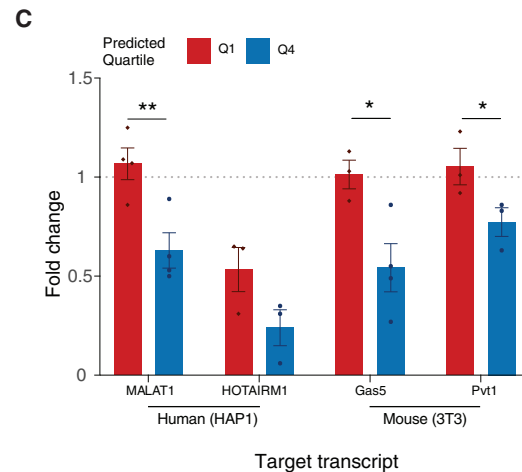 C
Predicted Quartile Q1 Q4
1.5
** * *
1
Fold change
0.5
0
MALAT1 HOTAIRM1 Gas5 Pvt1
Human (HAP1) Mouse (3T3)
Target transcript